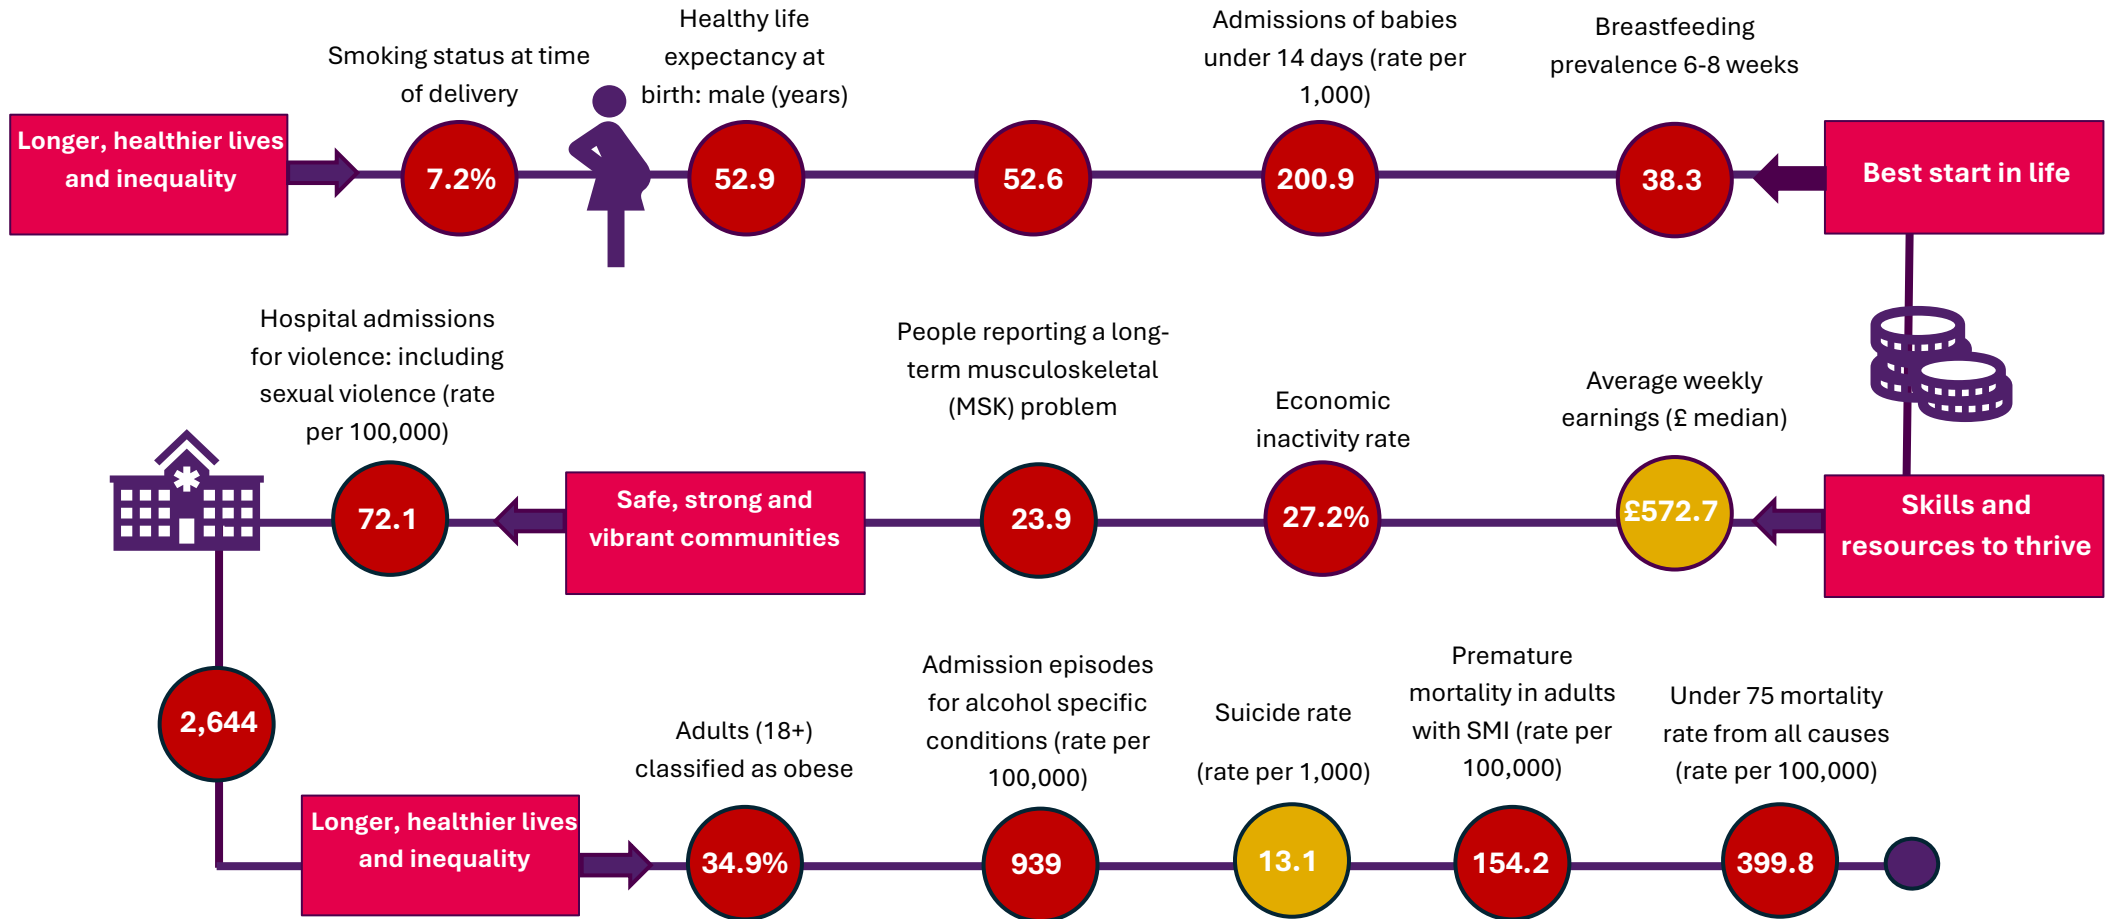 Longer, healthier lives
and inequality
Smoking status at time
of delivery
7.2%
Healthy life
expectancy at
birth: male (years)
52.9
52.6
Admissions of babies
under 14 days (rate per
1,000)
200.9
Breastfeeding
prevalence 6-8 weeks
38.3
Best start in life
Skills and
resources to thrive
Average weekly
earnings (£ median)
£572.7
Economic
inactivity rate
27.2%
People reporting a long-
term musculoskeletal
(MSK) problem
23.9
Safe, strong and
vibrant communities
Hospital admissions
for violence: including
sexual violence (rate
per 100,000)
72.1
2,644
Longer, healthier lives
and inequality
Adults (18+)
classified as obese
34.9%
Admission episodes
for alcohol specific
conditions (rate per
100,000)
939
Suicide rate
(rate per 1,000)
13.1
Premature
mortality in adults
with SMI (rate per
100,000)
154.2
Under 75 mortality
rate from all causes
(rate per 100,000)
399.8